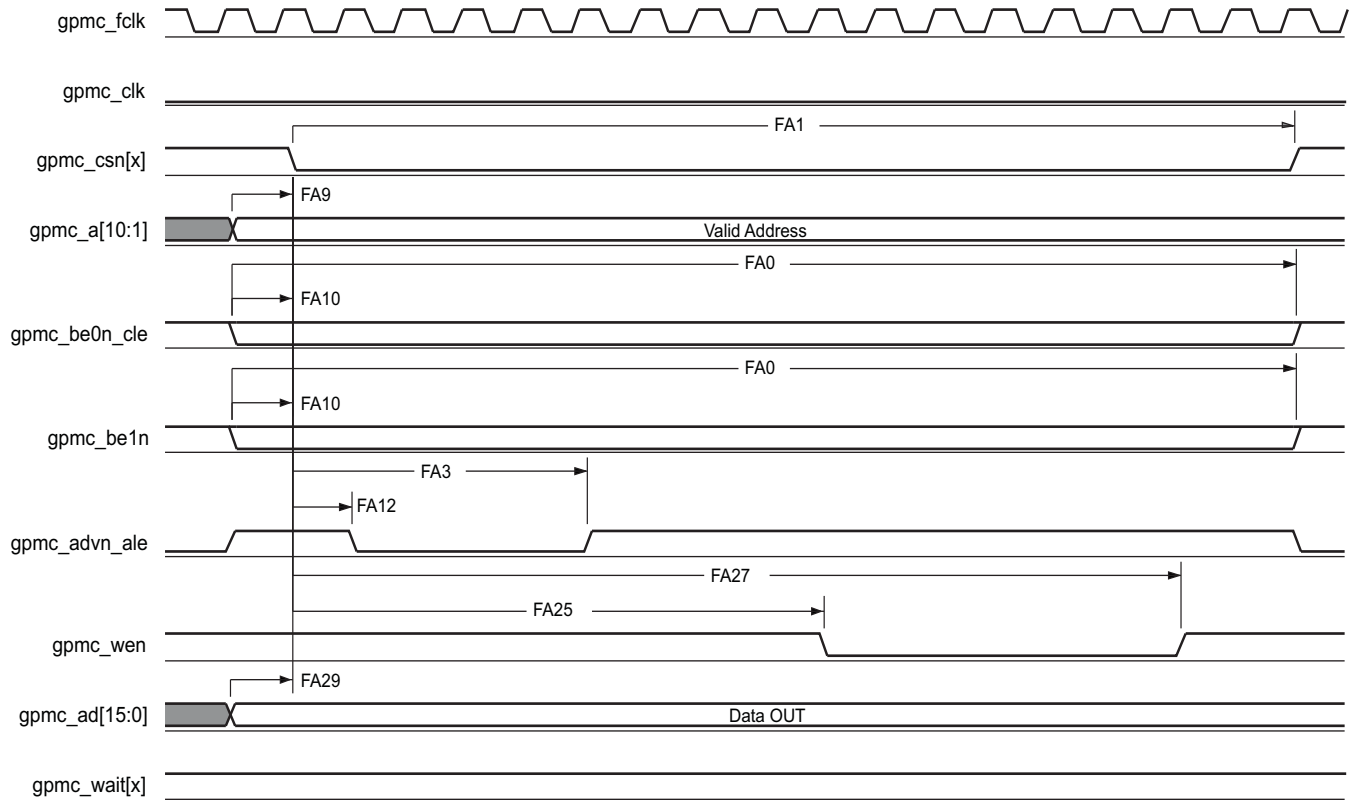 gpmc_fclk
gpmc_clk
FA1
gpmc_csn[x]
FA9
gpmc_a[10:1]
Valid Address
FA0
FA10
gpmc_be0n_cle
FA0
FA10
gpmc_be1n
FA3
FA12
gpmc_advn_ale
FA27
FA25
gpmc_wen
FA29
gpmc_ad[15:0]
Data OUT
gpmc_wait[x]